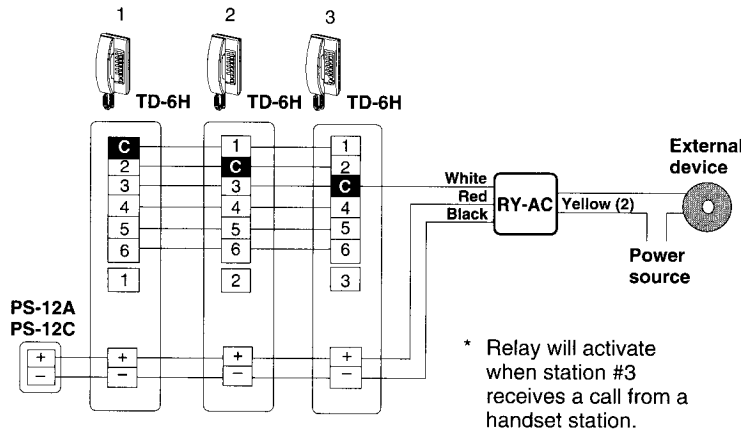 1 2 3
TD-6H TD-6H TD-6H
C 1 1
2 C 2
3 3 C
4 4 4
5 5 5
6 6 6
1 2 3
White
Red
Black
RY-AC
Yellow (2)
External
device
Power
source
PS-12A
PS-12C
+ + + +
– – – –
* Relay will activate
when station #3
receives a call from a
handset station.